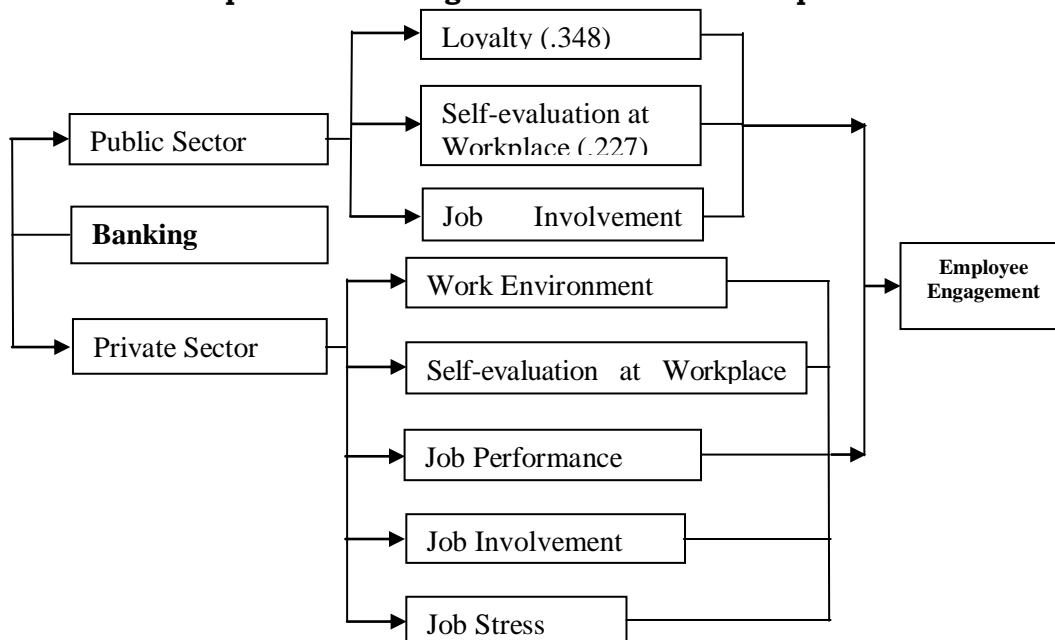 Loyalty (.348)
Self-evaluation at
Workplace (.227)
Public Sector
Job Involvement
Banking
Work Environment
Employee
Engagement
Private Sector
Self-evaluation at Workplace
Job Performance
Job Involvement
Job Stress